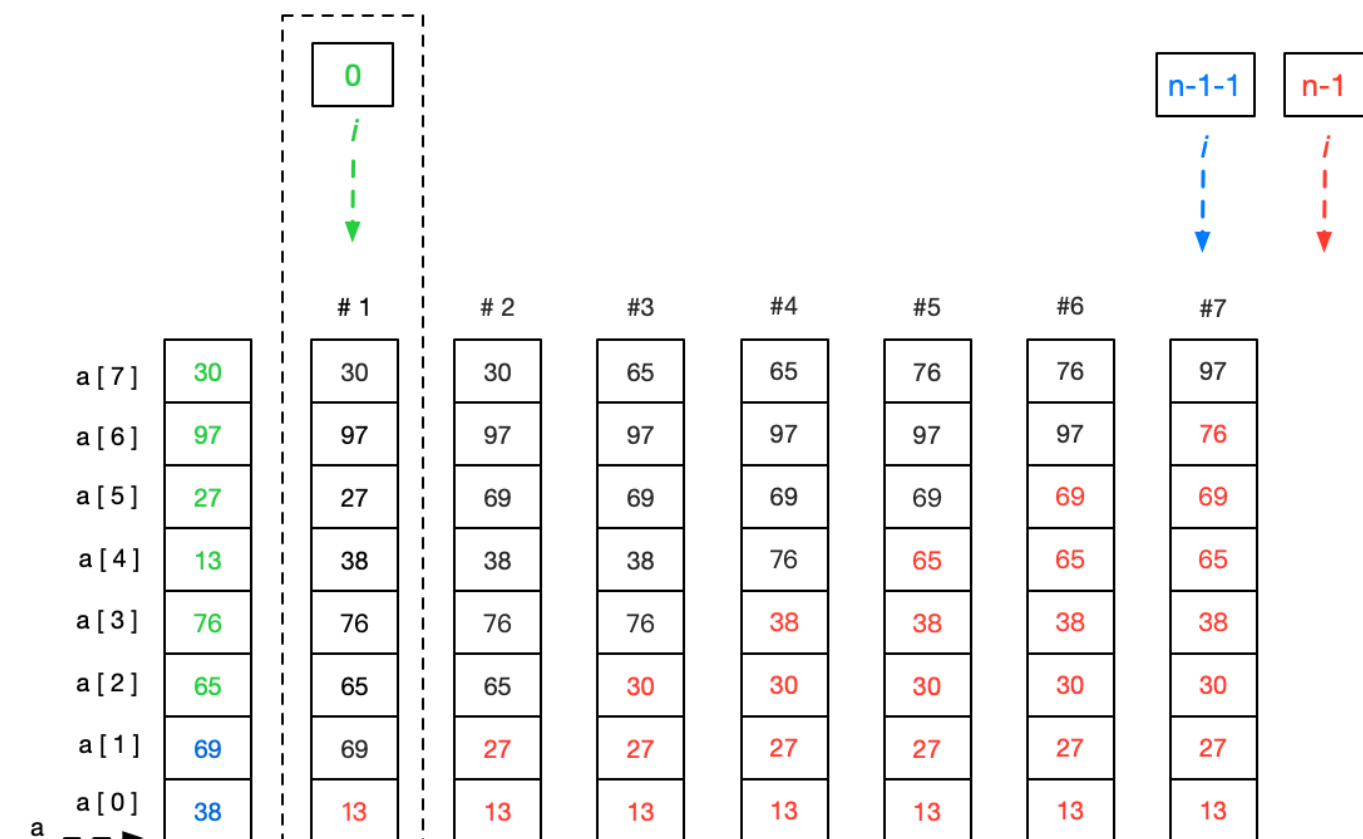 0 n-1-1 n-1
i i i
# 1 # 2 #3 #4 #5 #6 #7
a[7] 30 30 30 65 65 76 76 97
a[6] 97 97 97 97 97 97 97 76
a[5] 27 27 69 69 69 69 69 69
a[4] 13 38 38 38 76 65 65 65
a[3] 76 76 76 76 38 38 38 38
a[2] 65 65 65 30 30 30 30 30
a[1] 69 69 27 27 27 27 27 27
a[0] 38 13 13 13 13 13 13 13
a